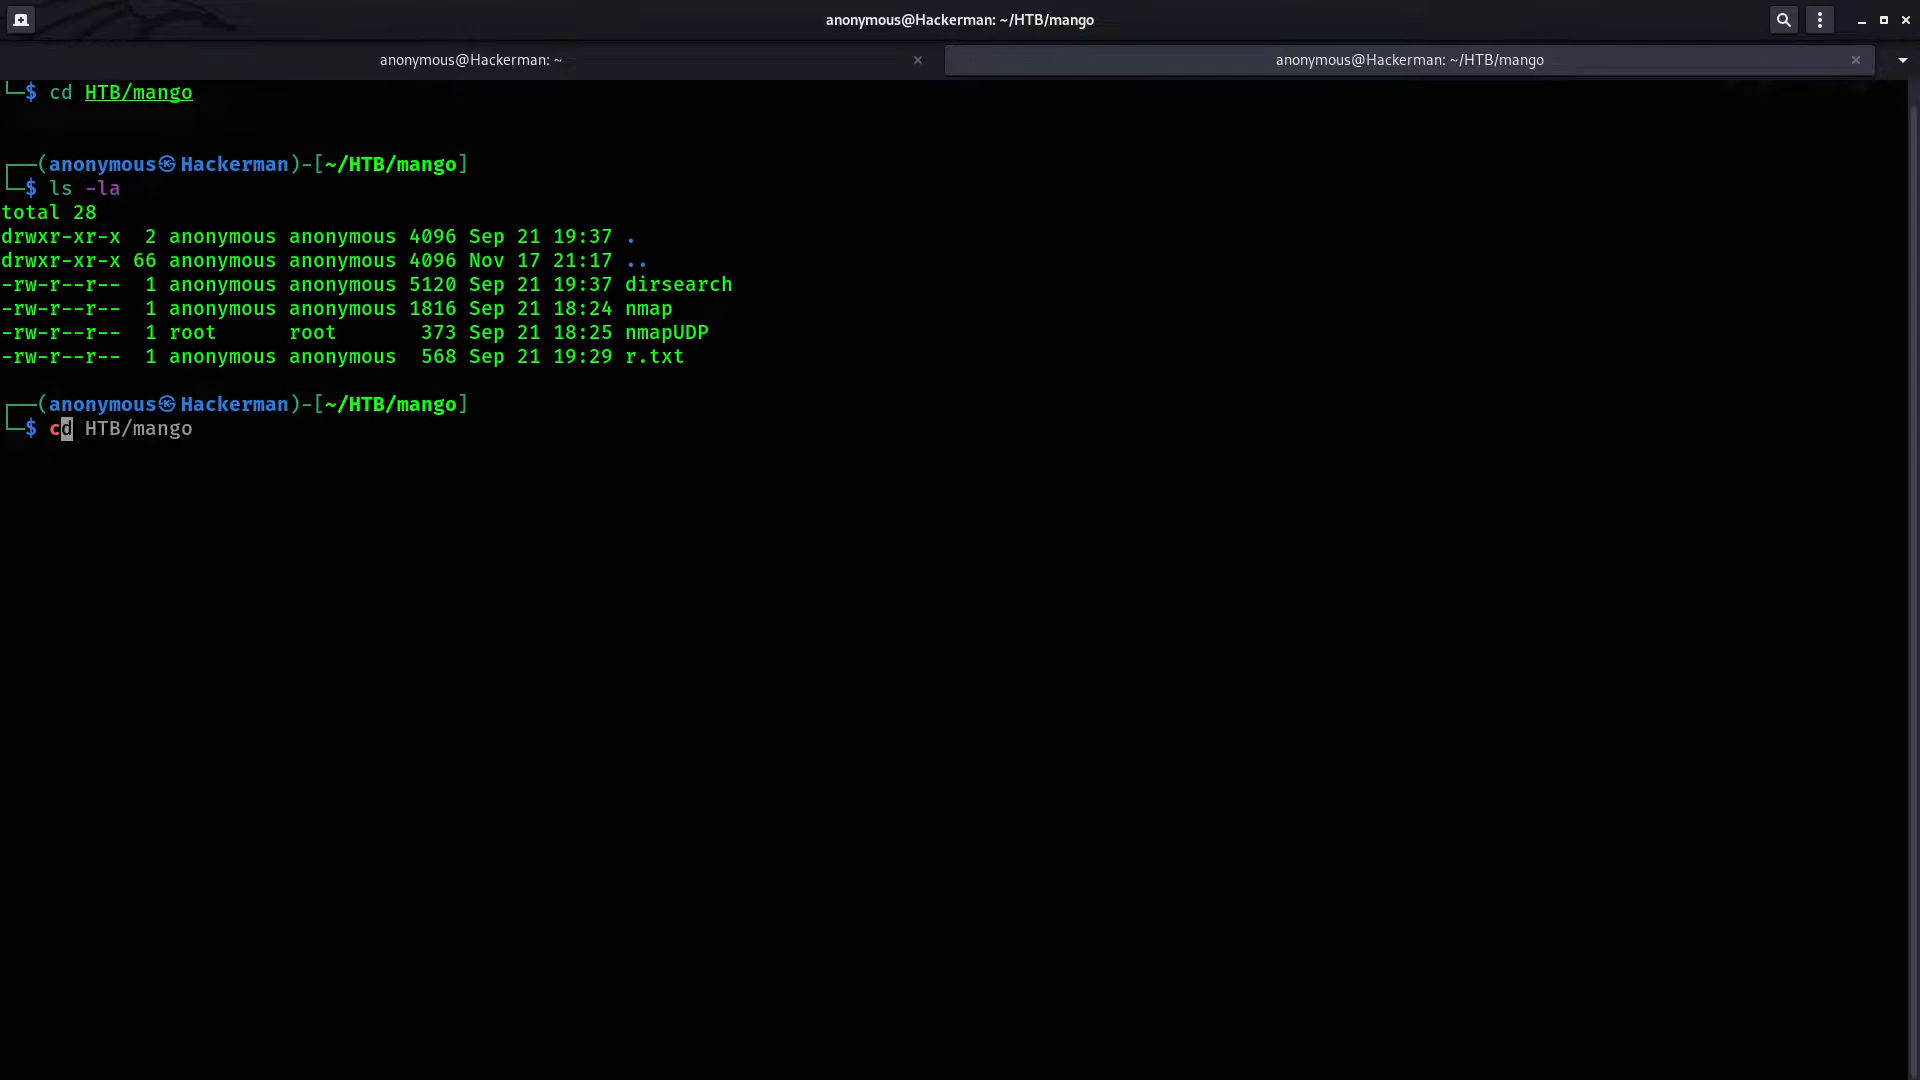 anonymous@Hackerman: ~/HTB/mango
anonymous@Hackerman: ~
anonymous@Hackerman: ~/HTB/mango
└─$ cd HTB/mango
┌──(anonymous㉿Hackerman)-[~/HTB/mango]
└─$ ls -la
total 28
drwxr-xr-x  2 anonymous anonymous 4096 Sep 21 19:37 .
drwxr-xr-x 66 anonymous anonymous 4096 Nov 17 21:17 ..
-rw-r--r--  1 anonymous anonymous 5120 Sep 21 19:37 dirsearch
-rw-r--r--  1 anonymous anonymous 1816 Sep 21 18:24 nmap
-rw-r--r--  1 root      root       373 Sep 21 18:25 nmapUDP
-rw-r--r--  1 anonymous anonymous  568 Sep 21 19:29 r.txt
┌──(anonymous㉿Hackerman)-[~/HTB/mango]
└─$ cd HTB/mango